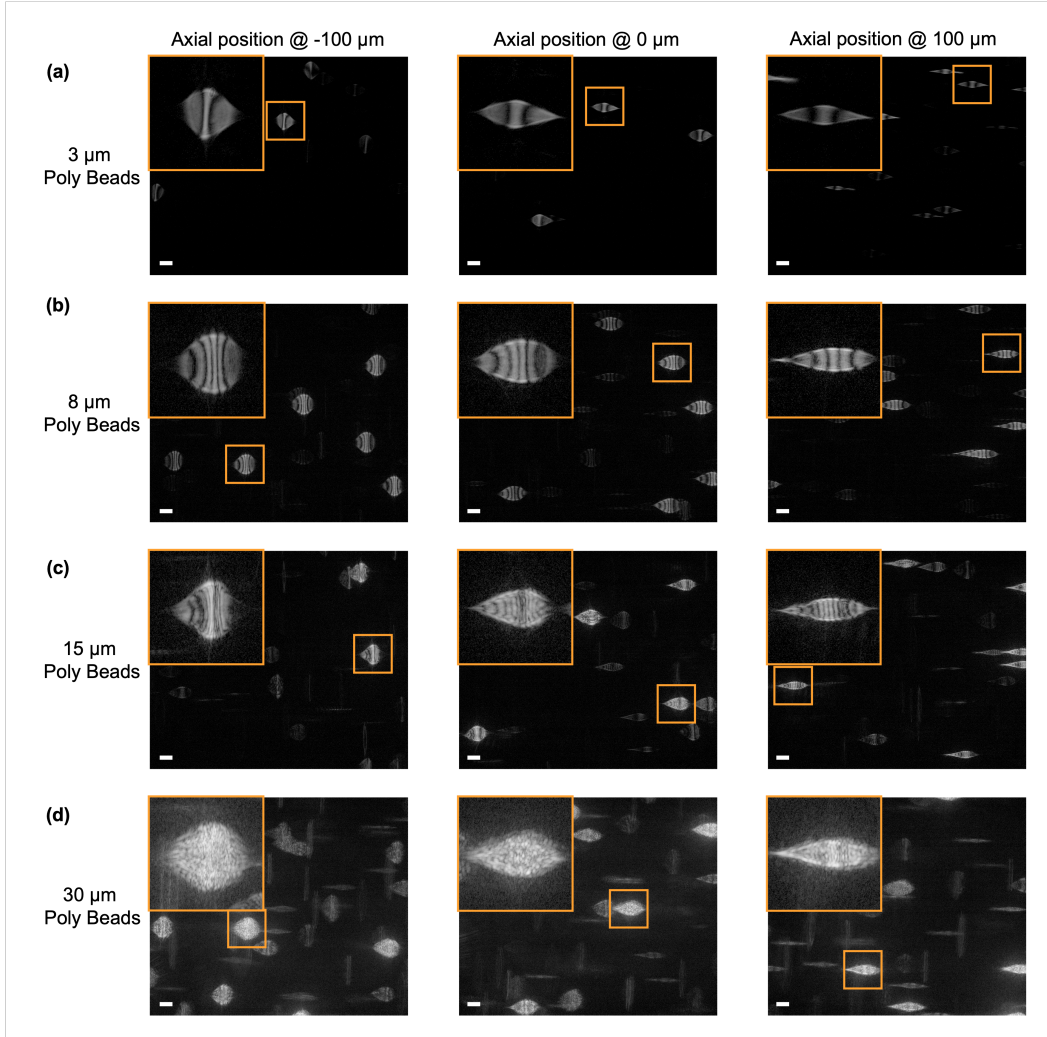 Axial position @ -100 µm
Axial position @ 0 µm
Axial position @ 100 µm
(a)
3 µm
Poly Beads
(b)
8 µm
Poly Beads
(c)
15 µm
Poly Beads
(d)
30 µm
Poly Beads